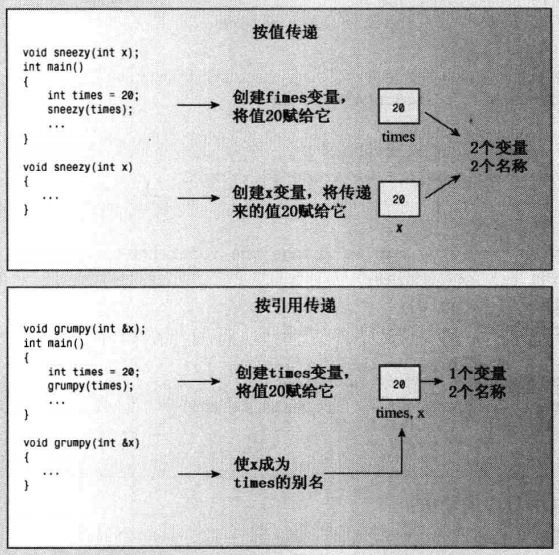 按值传递
void sneezy(int x);
int main()
{
int times = 20;
sneezy(times);
...
}
void sneezy(int x)
{
...
}
创建fimes变量，
将值20赋给它
20
times
创建x变量，将传递
来的值20赋给它
20
x
2个变量
2个名称
按引用传递
void grumpy(int &x);
int main()
{
int times = 20;
grumpy(times);
...
}
void grumpy(int &x)
{
...
}
创建times变量，
将值20赋给它
20
times, x
1个变量
2个名称
使x成为
times的别名